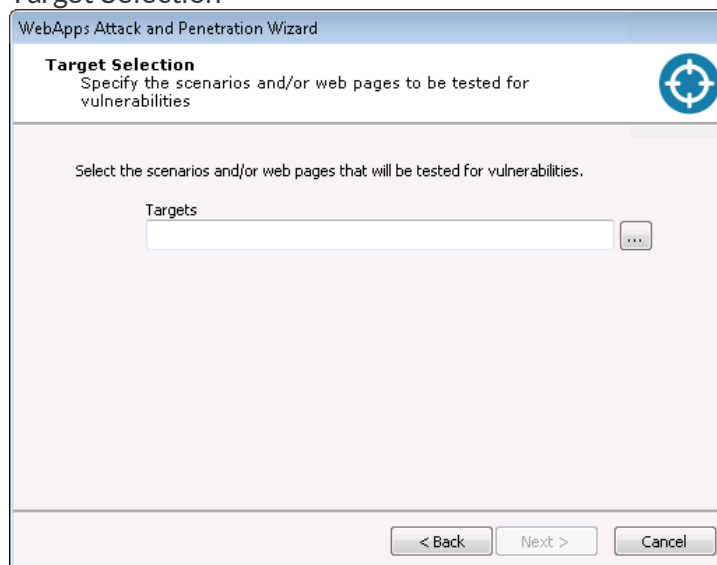 Target Selection
WebApps Attack and Penetration Wizard
Target Selection
Specify the scenarios and/or web pages to be tested for
vulnerabilities
Select the scenarios and/or web pages that will be tested for vulnerabilities.
Targets
...
< Back
Next >
Cancel